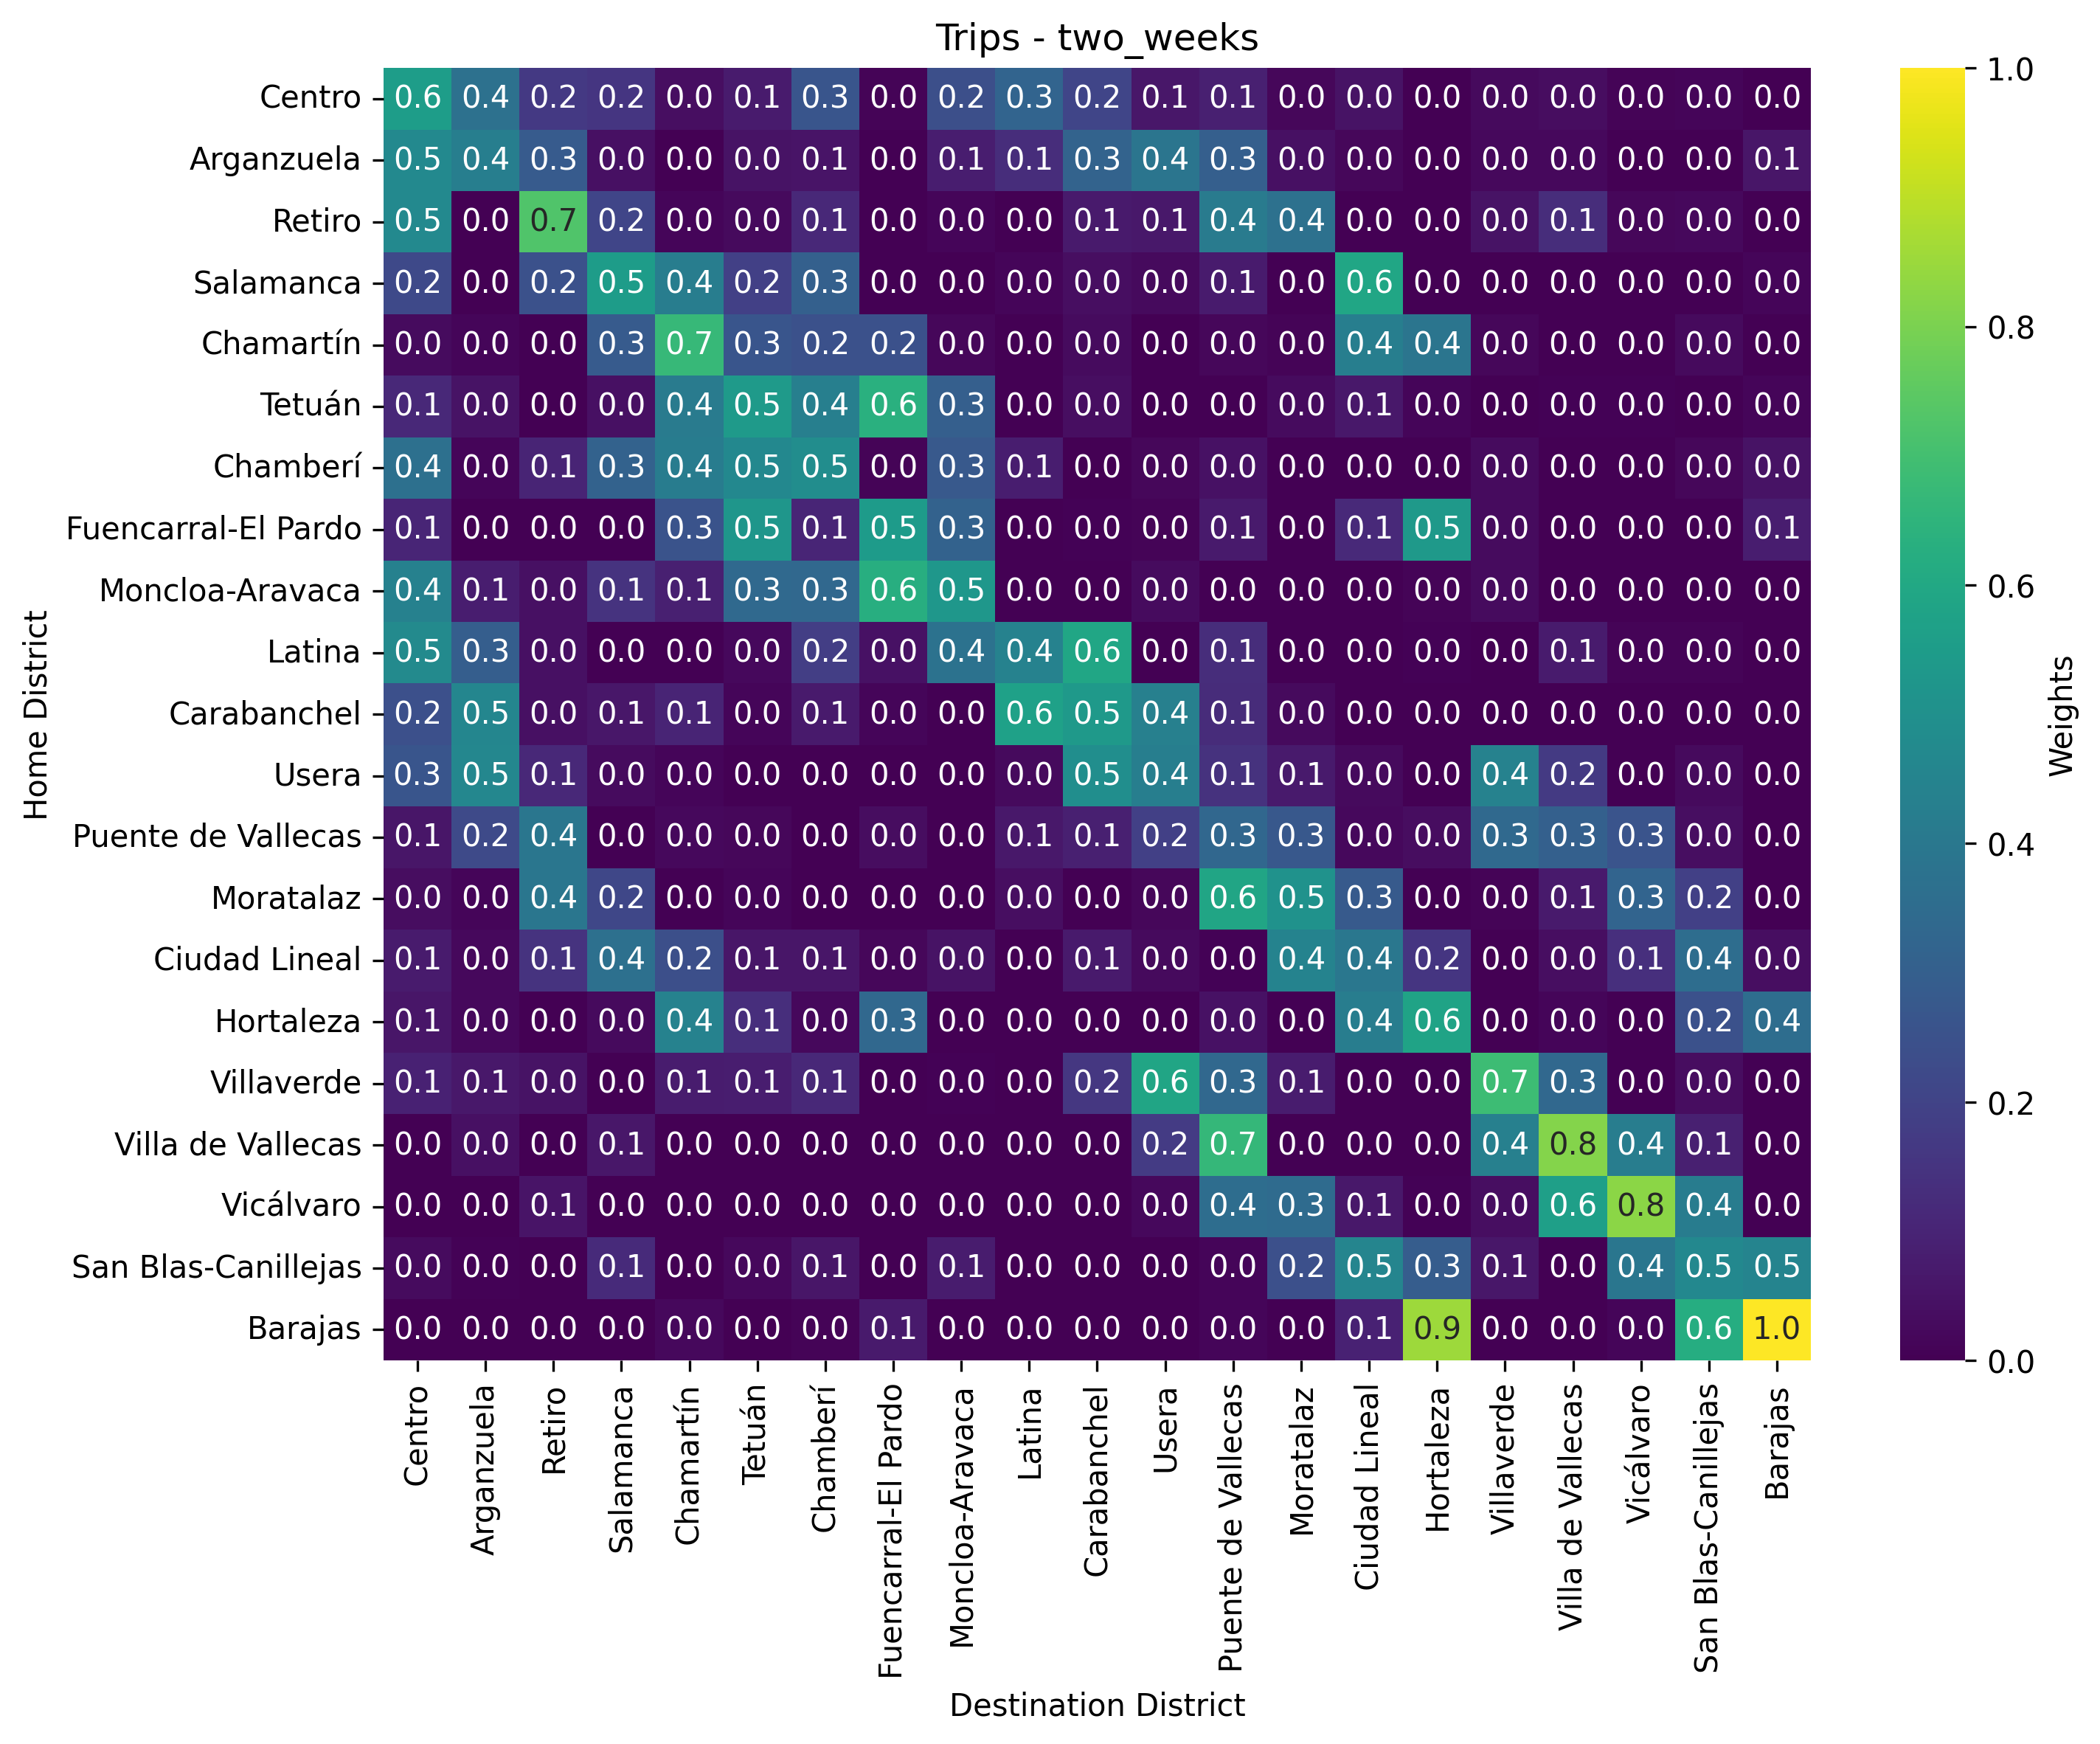 Trips - two_weeks
Centro 0.6 0.4 0.2 0.2 0.0 0.1 0.3 0.0 0.2 0.3 0.2 0.1 0.1 0.0 0.0 0.0 0.0 0.0 0.0 0.0 0.0
Arganzuela 0.5 0.4 0.3 0.0 0.0 0.0 0.1 0.0 0.1 0.1 0.3 0.4 0.3 0.0 0.0 0.0 0.0 0.0 0.0 0.0 0.1
Retiro 0.5 0.0 0.7 0.2 0.0 0.0 0.1 0.0 0.0 0.0 0.1 0.1 0.4 0.4 0.0 0.0 0.0 0.1 0.0 0.0 0.0
Salamanca 0.2 0.0 0.2 0.5 0.4 0.2 0.3 0.0 0.0 0.0 0.0 0.0 0.1 0.0 0.6 0.0 0.0 0.0 0.0 0.0 0.0
Chamartín 0.0 0.0 0.0 0.3 0.7 0.3 0.2 0.2 0.0 0.0 0.0 0.0 0.0 0.0 0.4 0.4 0.0 0.0 0.0 0.0 0.0
Tetuán 0.1 0.0 0.0 0.0 0.4 0.5 0.4 0.6 0.3 0.0 0.0 0.0 0.0 0.0 0.1 0.0 0.0 0.0 0.0 0.0 0.0
Chamberí 0.4 0.0 0.1 0.3 0.4 0.5 0.5 0.0 0.3 0.1 0.0 0.0 0.0 0.0 0.0 0.0 0.0 0.0 0.0 0.0 0.0
Fuencarral-El Pardo 0.1 0.0 0.0 0.0 0.3 0.5 0.1 0.5 0.3 0.0 0.0 0.0 0.1 0.0 0.1 0.5 0.0 0.0 0.0 0.0 0.1
Moncloa-Aravaca 0.4 0.1 0.0 0.1 0.1 0.3 0.3 0.6 0.5 0.0 0.0 0.0 0.0 0.0 0.0 0.0 0.0 0.0 0.0 0.0 0.0
Latina 0.5 0.3 0.0 0.0 0.0 0.0 0.2 0.0 0.4 0.4 0.6 0.0 0.1 0.0 0.0 0.0 0.0 0.1 0.0 0.0 0.0
Carabanchel 0.2 0.5 0.0 0.1 0.1 0.0 0.1 0.0 0.0 0.6 0.5 0.4 0.1 0.0 0.0 0.0 0.0 0.0 0.0 0.0 0.0
Usera 0.3 0.5 0.1 0.0 0.0 0.0 0.0 0.0 0.0 0.0 0.5 0.4 0.1 0.1 0.0 0.0 0.4 0.2 0.0 0.0 0.0
Puente de Vallecas 0.1 0.2 0.4 0.0 0.0 0.0 0.0 0.0 0.0 0.1 0.1 0.2 0.3 0.3 0.0 0.0 0.3 0.3 0.3 0.0 0.0
Moratalaz 0.0 0.0 0.4 0.2 0.0 0.0 0.0 0.0 0.0 0.0 0.0 0.0 0.6 0.5 0.3 0.0 0.0 0.1 0.3 0.2 0.0
Ciudad Lineal 0.1 0.0 0.1 0.4 0.2 0.1 0.1 0.0 0.0 0.0 0.1 0.0 0.0 0.4 0.4 0.2 0.0 0.0 0.1 0.4 0.0
Hortaleza 0.1 0.0 0.0 0.0 0.4 0.1 0.0 0.3 0.0 0.0 0.0 0.0 0.0 0.0 0.4 0.6 0.0 0.0 0.0 0.2 0.4
Villaverde 0.1 0.1 0.0 0.0 0.1 0.1 0.1 0.0 0.0 0.0 0.2 0.6 0.3 0.1 0.0 0.0 0.7 0.3 0.0 0.0 0.0
Villa de Vallecas 0.0 0.0 0.0 0.1 0.0 0.0 0.0 0.0 0.0 0.0 0.0 0.2 0.7 0.0 0.0 0.0 0.4 0.8 0.4 0.1 0.0
Vicálvaro 0.0 0.0 0.1 0.0 0.0 0.0 0.0 0.0 0.0 0.0 0.0 0.0 0.4 0.3 0.1 0.0 0.0 0.6 0.8 0.4 0.0
San Blas-Canillejas 0.0 0.0 0.0 0.1 0.0 0.0 0.1 0.0 0.1 0.0 0.0 0.0 0.0 0.2 0.5 0.3 0.1 0.0 0.4 0.5 0.5
Barajas 0.0 0.0 0.0 0.0 0.0 0.0 0.0 0.1 0.0 0.0 0.0 0.0 0.0 0.0 0.1 0.9 0.0 0.0 0.0 0.6 1.0
Home District
Centro
Arganzuela
Retiro
Salamanca
Chamartín
Tetuán
Chamberí
Fuencarral-El Pardo
Moncloa-Aravaca
Latina
Carabanchel
Usera
Puente de Vallecas
Moratalaz
Ciudad Lineal
Hortaleza
Villaverde
Villa de Vallecas
Vicálvaro
San Blas-Canillejas
Barajas
Destination District
1.0
0.8
0.6
0.4
0.2
0.0
Weights